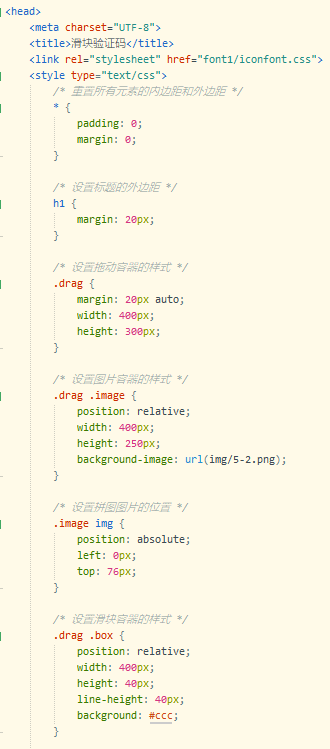 <head>
<meta charset="UTF-8">
<title>滑块验证码</title>
<link rel="stylesheet" href="font1/iconfont.css">
<style type="text/css">
/* 重置所有元素的内边距和外边距 */
* {
padding: 0;
margin: 0;
}
/* 设置标题的外边距 */
h1 {
margin: 20px;
}
/* 设置拖动容器的样式 */
.drag {
margin: 20px auto;
width: 400px;
height: 300px;
}
/* 设置图片容器的样式 */
.drag .image {
position: relative;
width: 400px;
height: 250px;
background-image: url(img/5-2.png);
}
/* 设置拼图图片的位置 */
.image img {
position: absolute;
left: 0px;
top: 76px;
}
/* 设置滑块容器的样式 */
.drag .box {
position: relative;
width: 400px;
height: 40px;
line-height: 40px;
background: #ccc;
}